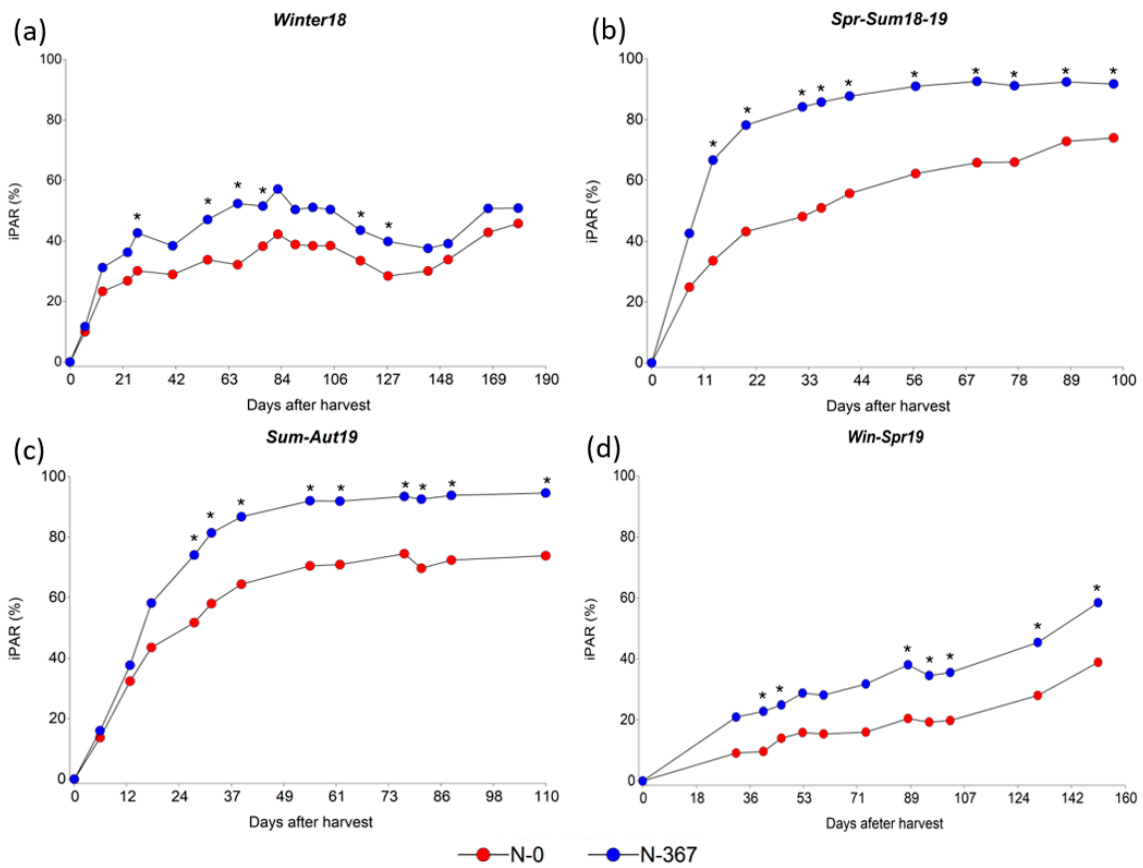 (a)
Winter18
100
80
60
40
20
0
iPAR (%)
*
*
*
*
*
*
0 21 42 63 84 106 127 148 169 190
Days after harvest
(b)
Spr-Sum18-19
100
80
60
40
20
0
iPAR (%)
* * * * * * * * * *
0 11 22 33 44 56 67 78 89 100
Days after harvest
(c)
Sum-Aut19
100
80
60
40
20
0
iPAR (%)
* * * * * * * * *
0 12 24 37 49 61 73 86 98 110
Days after harvest
(d)
Win-Spr19
100
80
60
40
20
0
iPAR (%)
* * * * * * *
0 18 36 53 71 89 107 124 142 160
Days afeter harvest
N-0 N-367